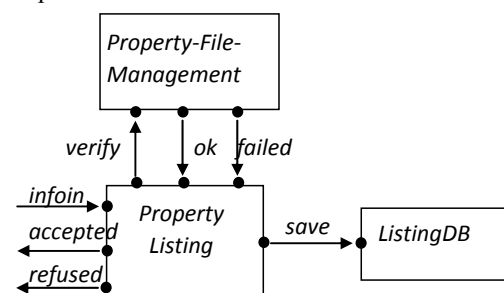 Property-File-
Management
verify
ok
failed
infoin
accepted
refused
Property
Listing
save
ListingDB